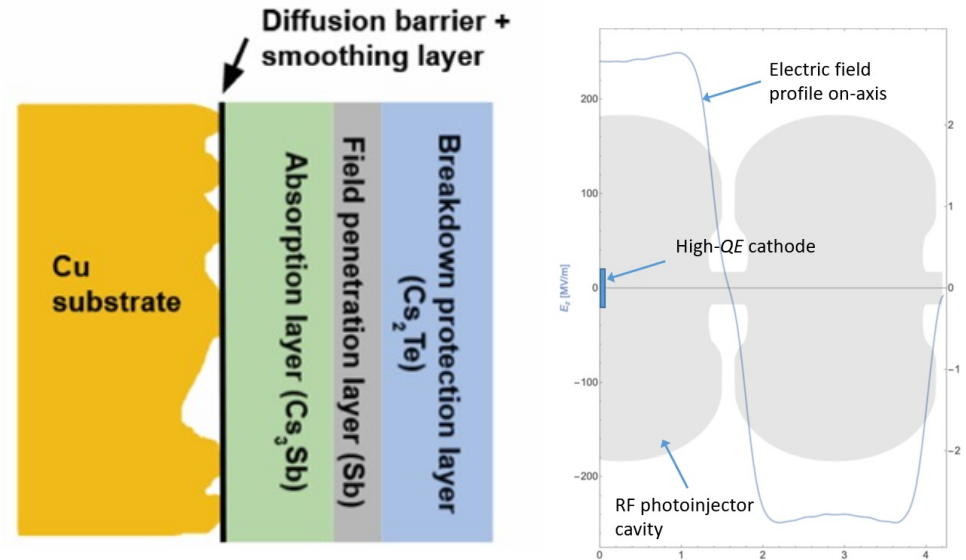 Diffusion barrier +
smoothing layer
Cu
substrate
Absorption layer (Cs₃Sb)
Field penetration layer (Sb)
Breakdown protection layer
(Cs₂Te)
Electric field
profile on-axis
High-QE cathode
RF photoinjector
cavity
E_z [MV/m]
200
100
0
−100
−200
2
1
0
−1
−2
0
1
2
3
4